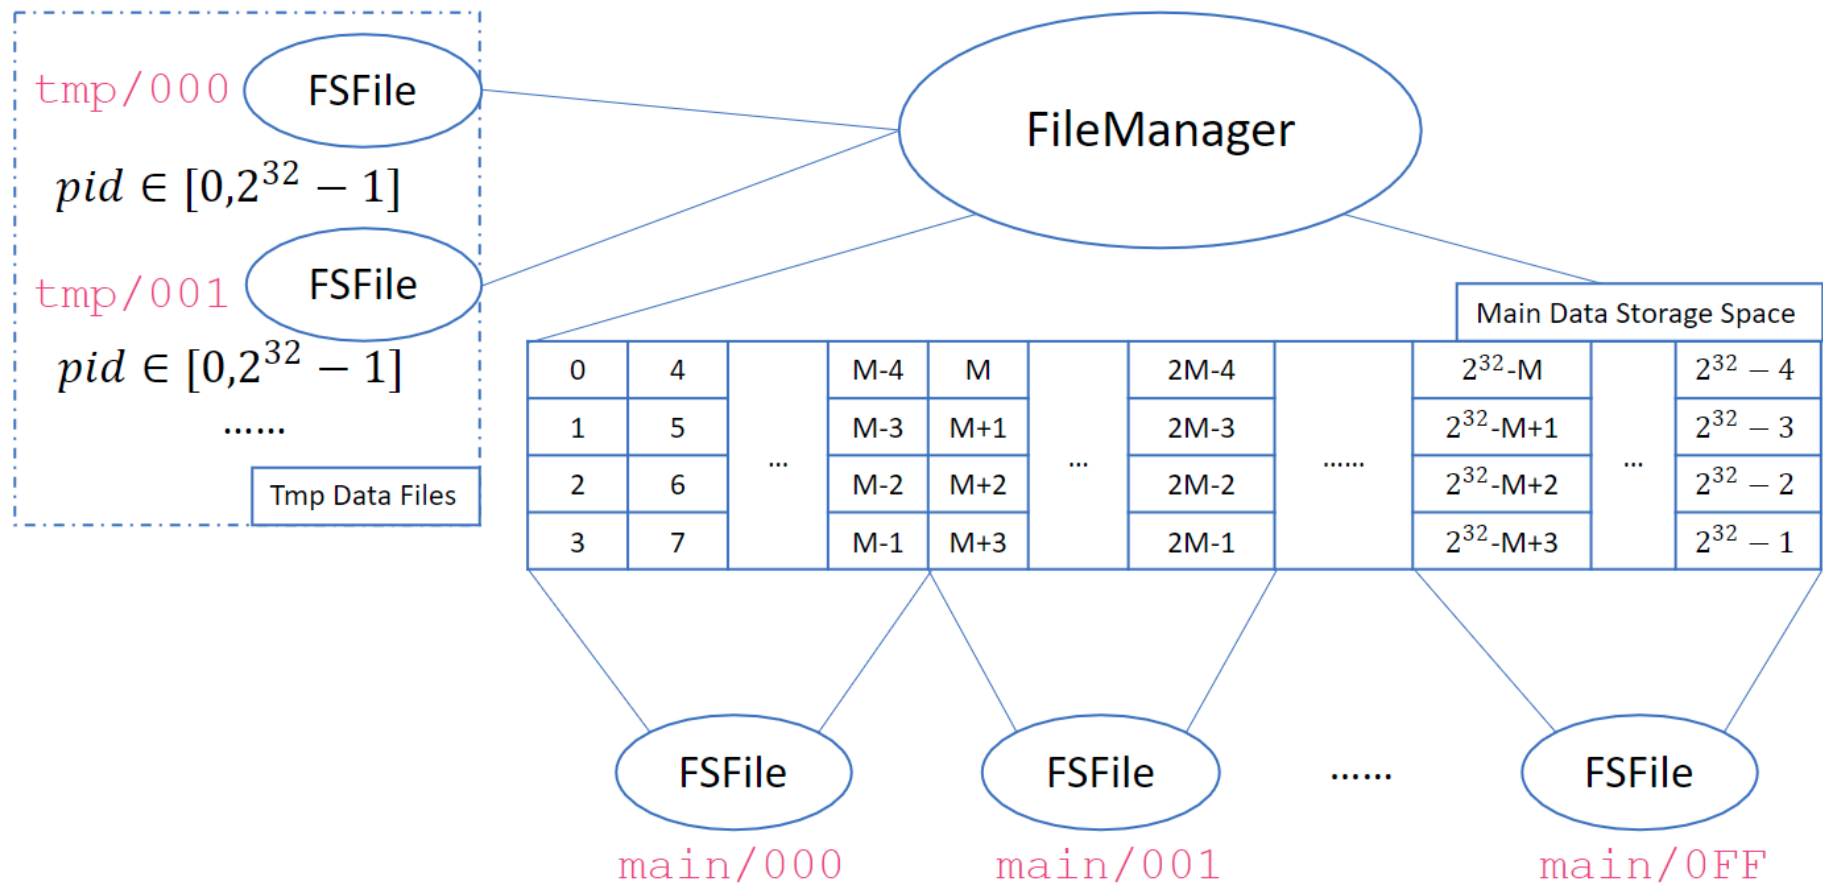 tmp/000 FSFile
pid ∈ [0,2^32 − 1]
tmp/001 FSFile
pid ∈ [0,2^32 − 1]
……
Tmp Data Files
FileManager
Main Data Storage Space
0 4 ... M-4 M ... 2M-4 …… 2^32-M ... 2^32 − 4
1 5 M-3 M+1 2M-3 2^32-M+1 2^32 − 3
2 6 M-2 M+2 2M-2 2^32-M+2 2^32 − 2
3 7 M-1 M+3 2M-1 2^32-M+3 2^32 − 1
FSFile FSFile …… FSFile
main/000 main/001 main/0FF